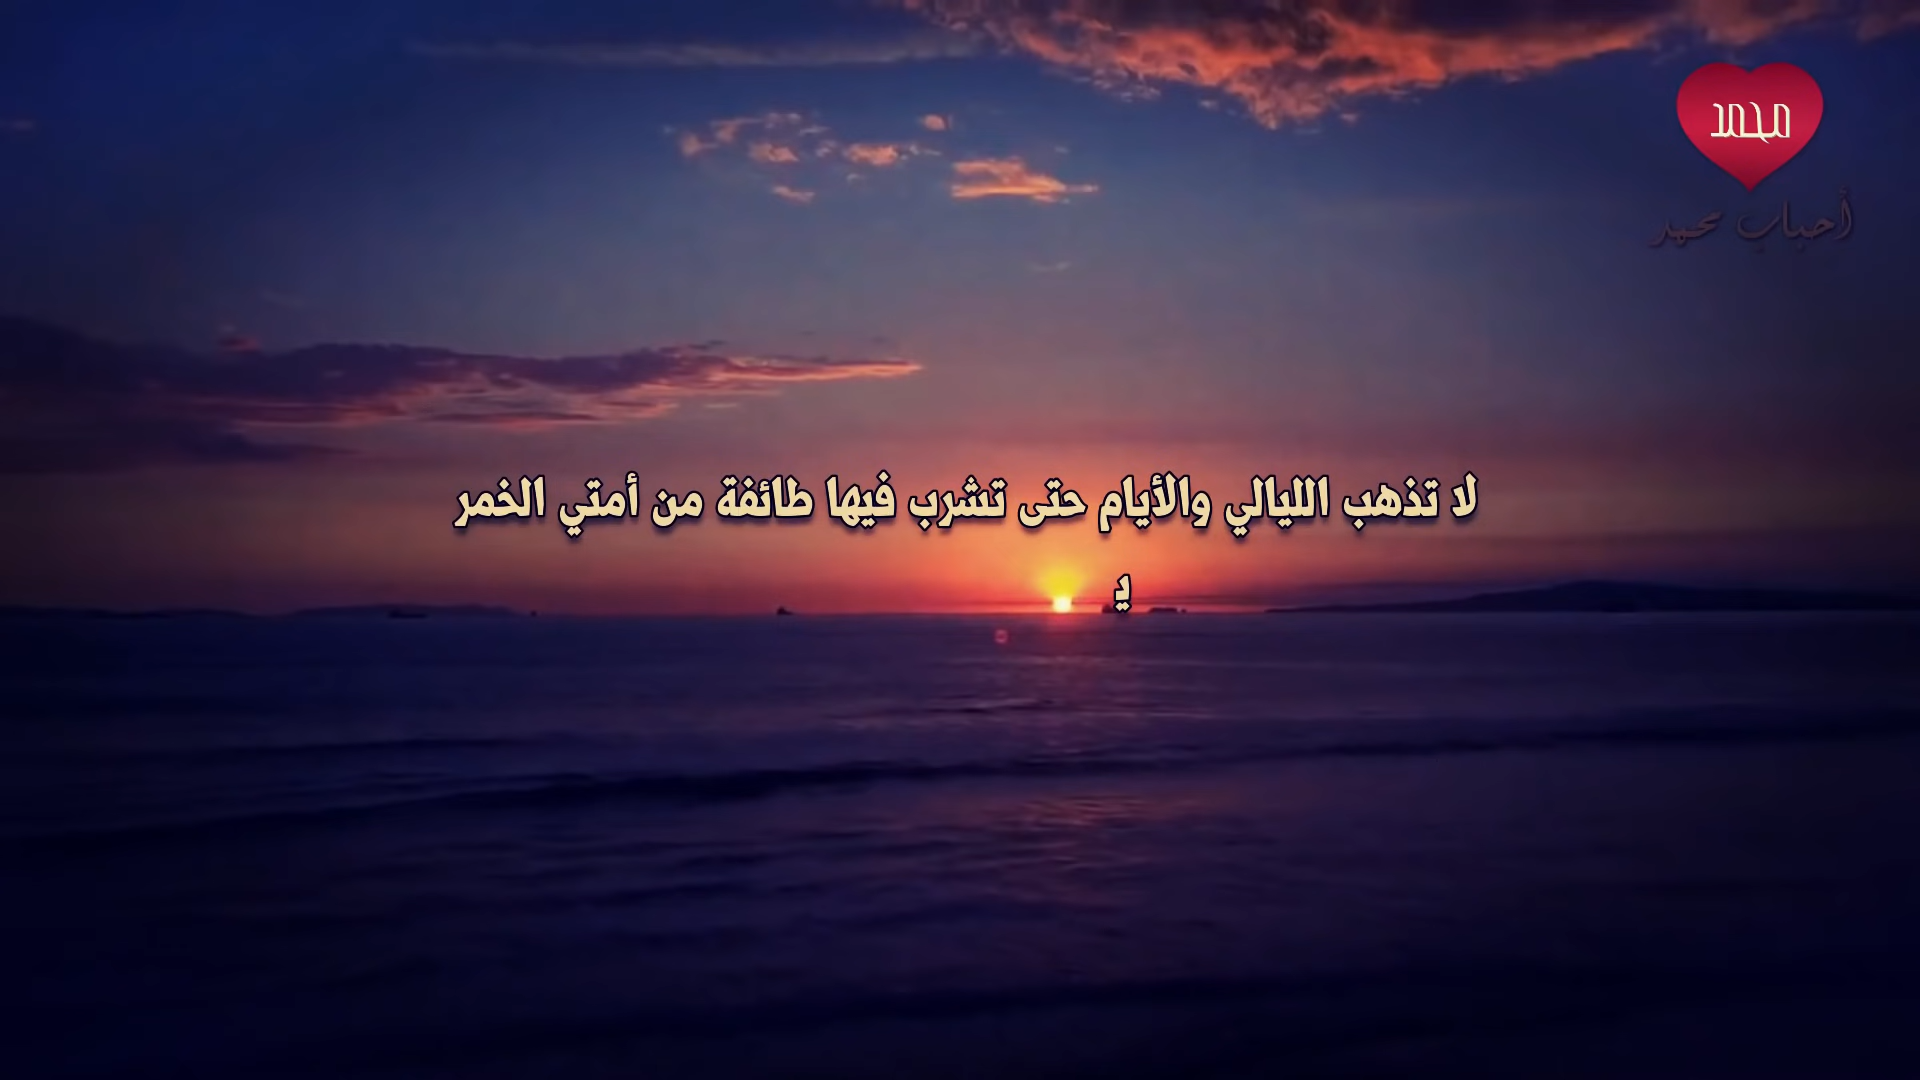 محمد
أحباب محمد
لا تذهب الليالي والأيام حتى تشرب فيها طائفة من أمتي الخمر
ي